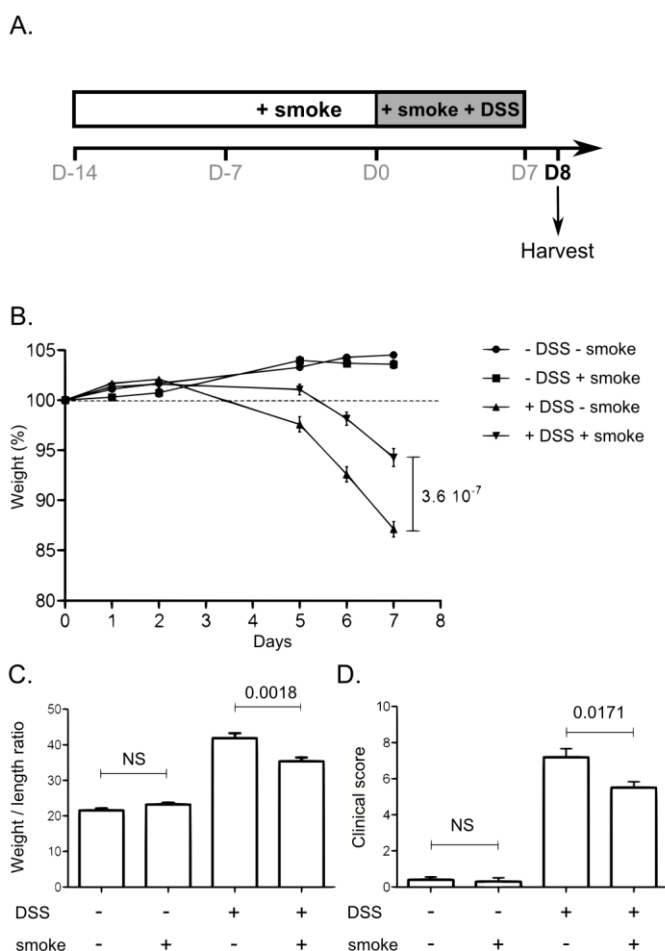 A.
+ smoke + smoke + DSS
D-14 D-7 D0 D7 D8
Harvest
B.
105
100
95
90
85
80
Weight (%)
0 1 2 3 4 5 6 7 8
Days
3.6 10-7
- DSS - smoke
- DSS + smoke
+ DSS - smoke
+ DSS + smoke
C.
50
40
30
20
10
0
Weight / length ratio
NS
0.0018
DSS - - + +
smoke - + - +
D.
10
8
6
4
2
0
Clinical score
NS
0.0171
DSS - - + +
smoke - + - +